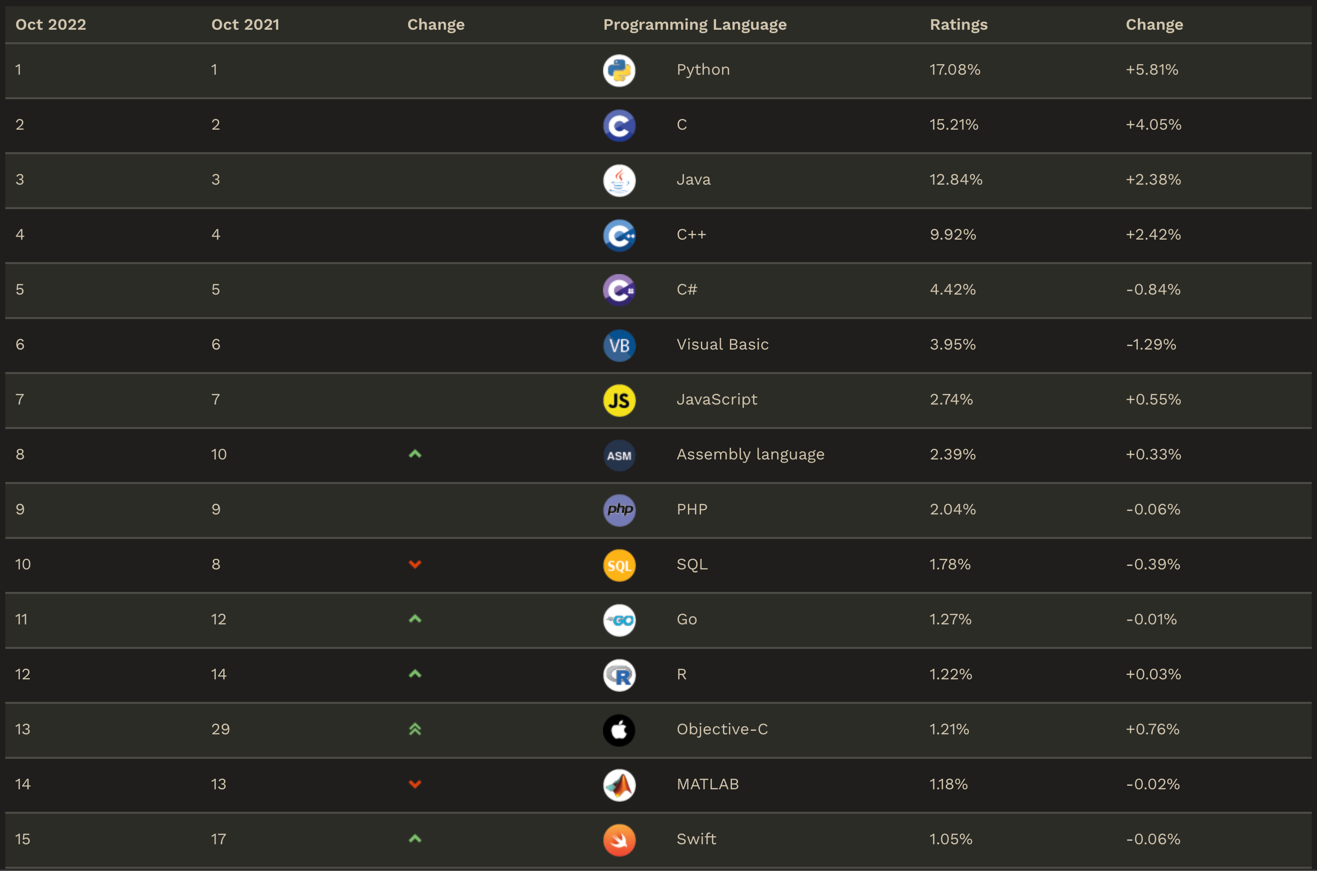 Oct 2022 Oct 2021 Change Programming Language Ratings Change
1 1 Python 17.08% +5.81%
2 2 C C 15.21% +4.05%
3 3 Java 12.84% +2.38%
4 4 C++ C++ 9.92% +2.42%
5 5 C# C# 4.42% -0.84%
6 6 VB Visual Basic 3.95% -1.29%
7 7 JS JavaScript 2.74% +0.55%
8 10 ASM Assembly language 2.39% +0.33%
9 9 php PHP 2.04% -0.06%
10 8 SQL SQL 1.78% -0.39%
11 12 GO Go 1.27% -0.01%
12 14 R R 1.22% +0.03%
13 29 Objective-C 1.21% +0.76%
14 13 MATLAB 1.18% -0.02%
15 17 Swift 1.05% -0.06%